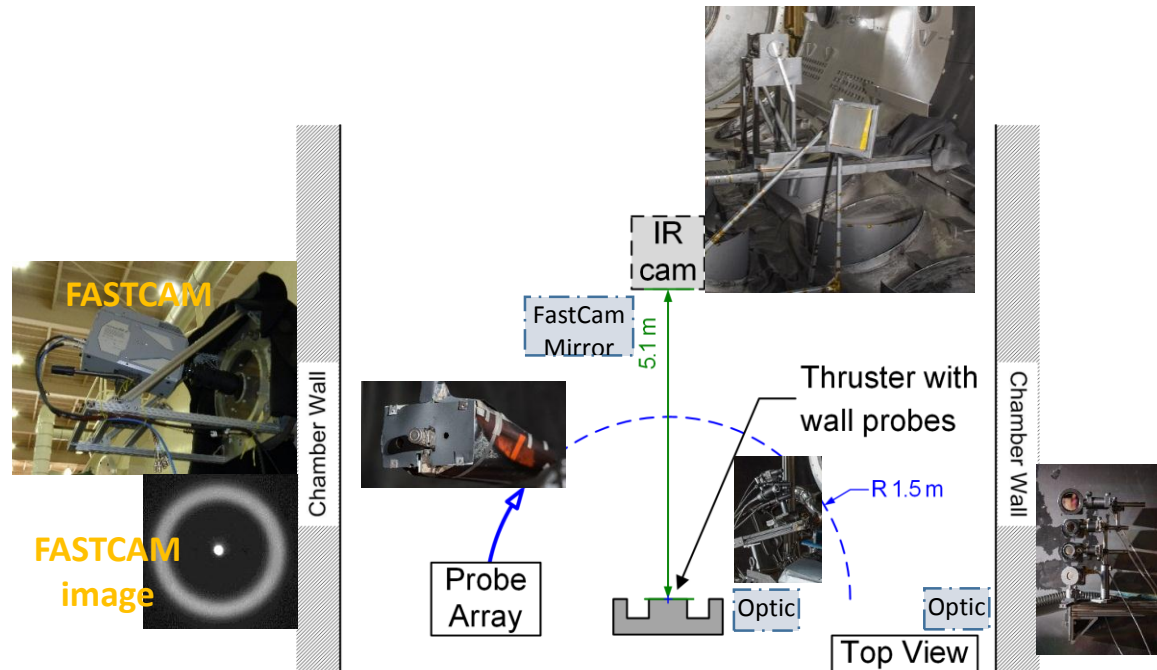 IR
cam
FASTCAM
FastCam
Mirror
5.1 m
Chamber Wall
Thruster with
wall probes
Chamber Wall
R 1.5 m
FASTCAM
image
Probe
Array
Optic
Optic
Top View